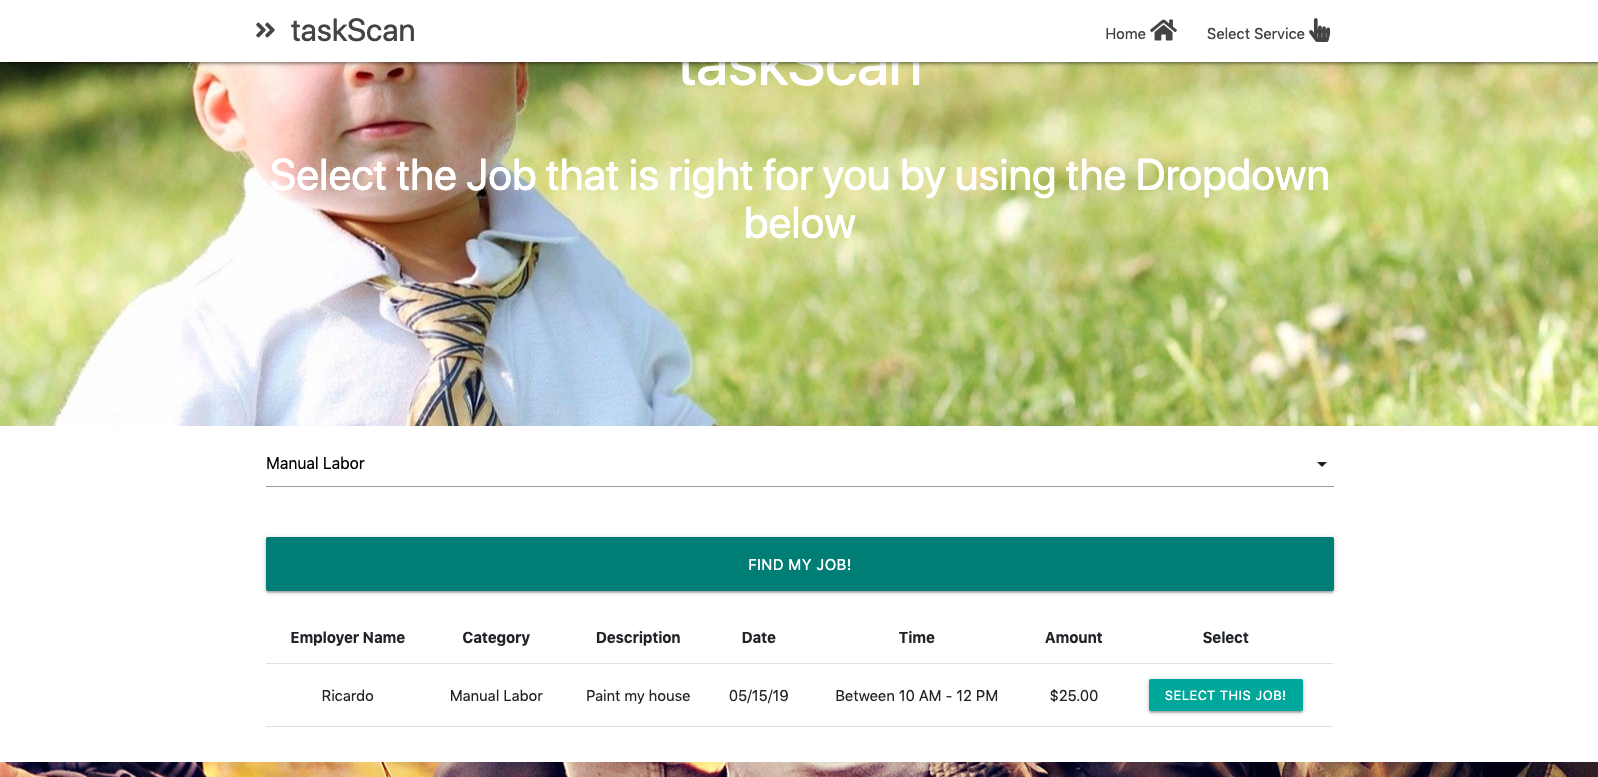 taskScan
Home
Select Service
taskScan
Select the Job that is right for you by using the Dropdown
below
Manual Labor
FIND MY JOB!
Employer Name Category Description Date Time Amount Select
Ricardo Manual Labor Paint my house 05/15/19 Between 10 AM - 12 PM $25.00 SELECT THIS JOB!